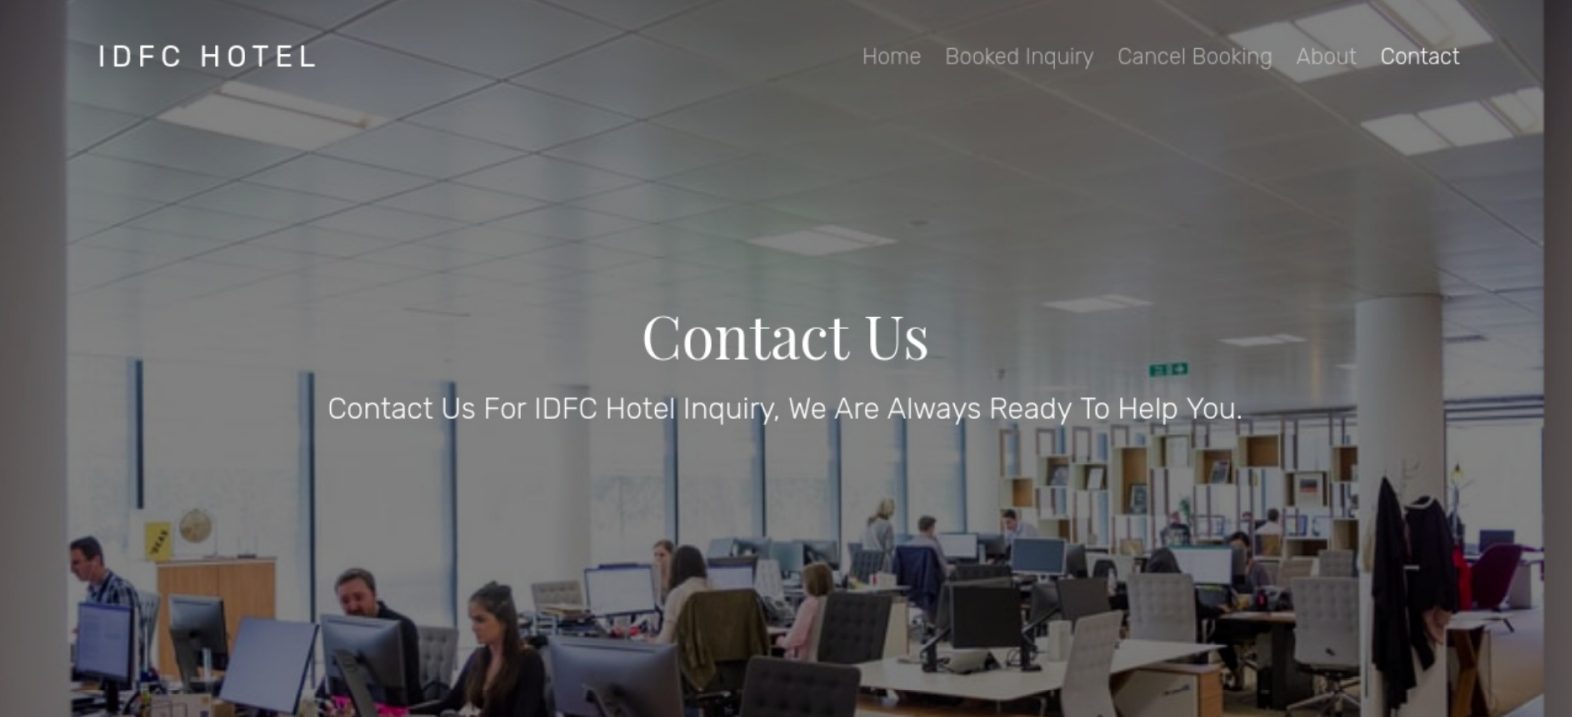 IDFC HOTEL
Home Booked Inquiry Cancel Booking About Contact
Contact Us
Contact Us For IDFC Hotel Inquiry, We Are Always Ready To Help You.
IDEAS